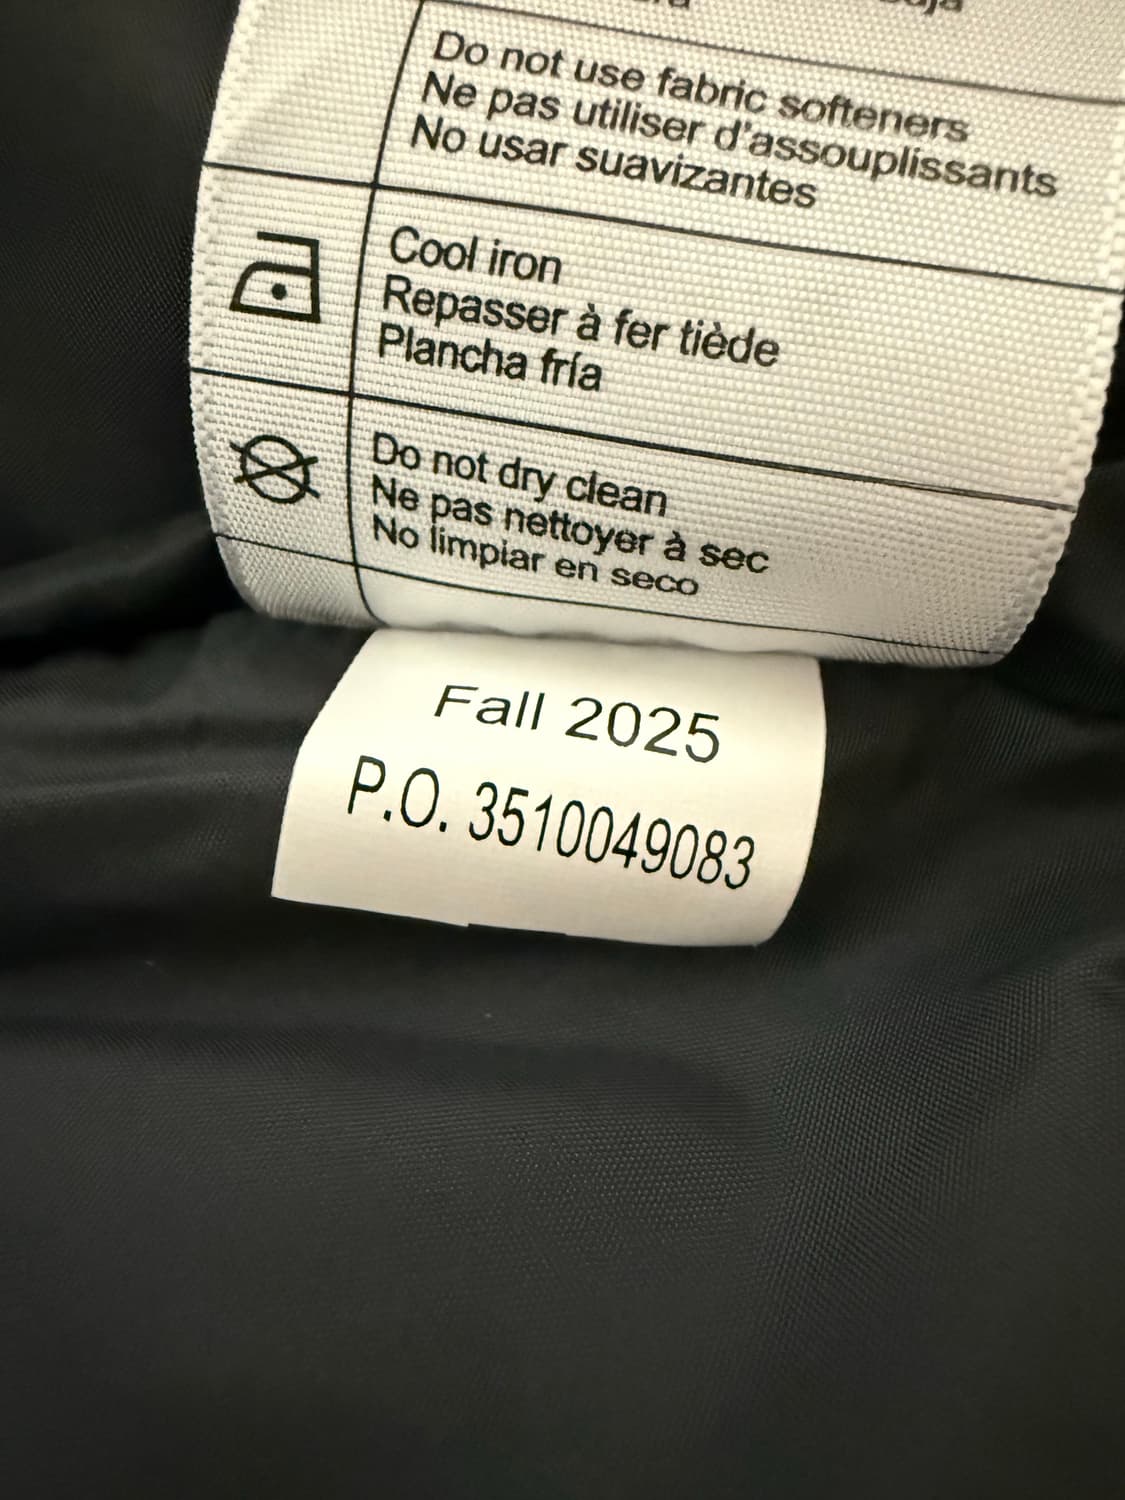 Do not use fabric softeners
Ne pas utiliser d'assouplissants
No usar suavizantes
Cool iron
Repasser à fer tiède
Plancha fría
Do not dry clean
Ne pas nettoyer à sec
No limpiar en seco
Fall 2025
P.O. 3510049083